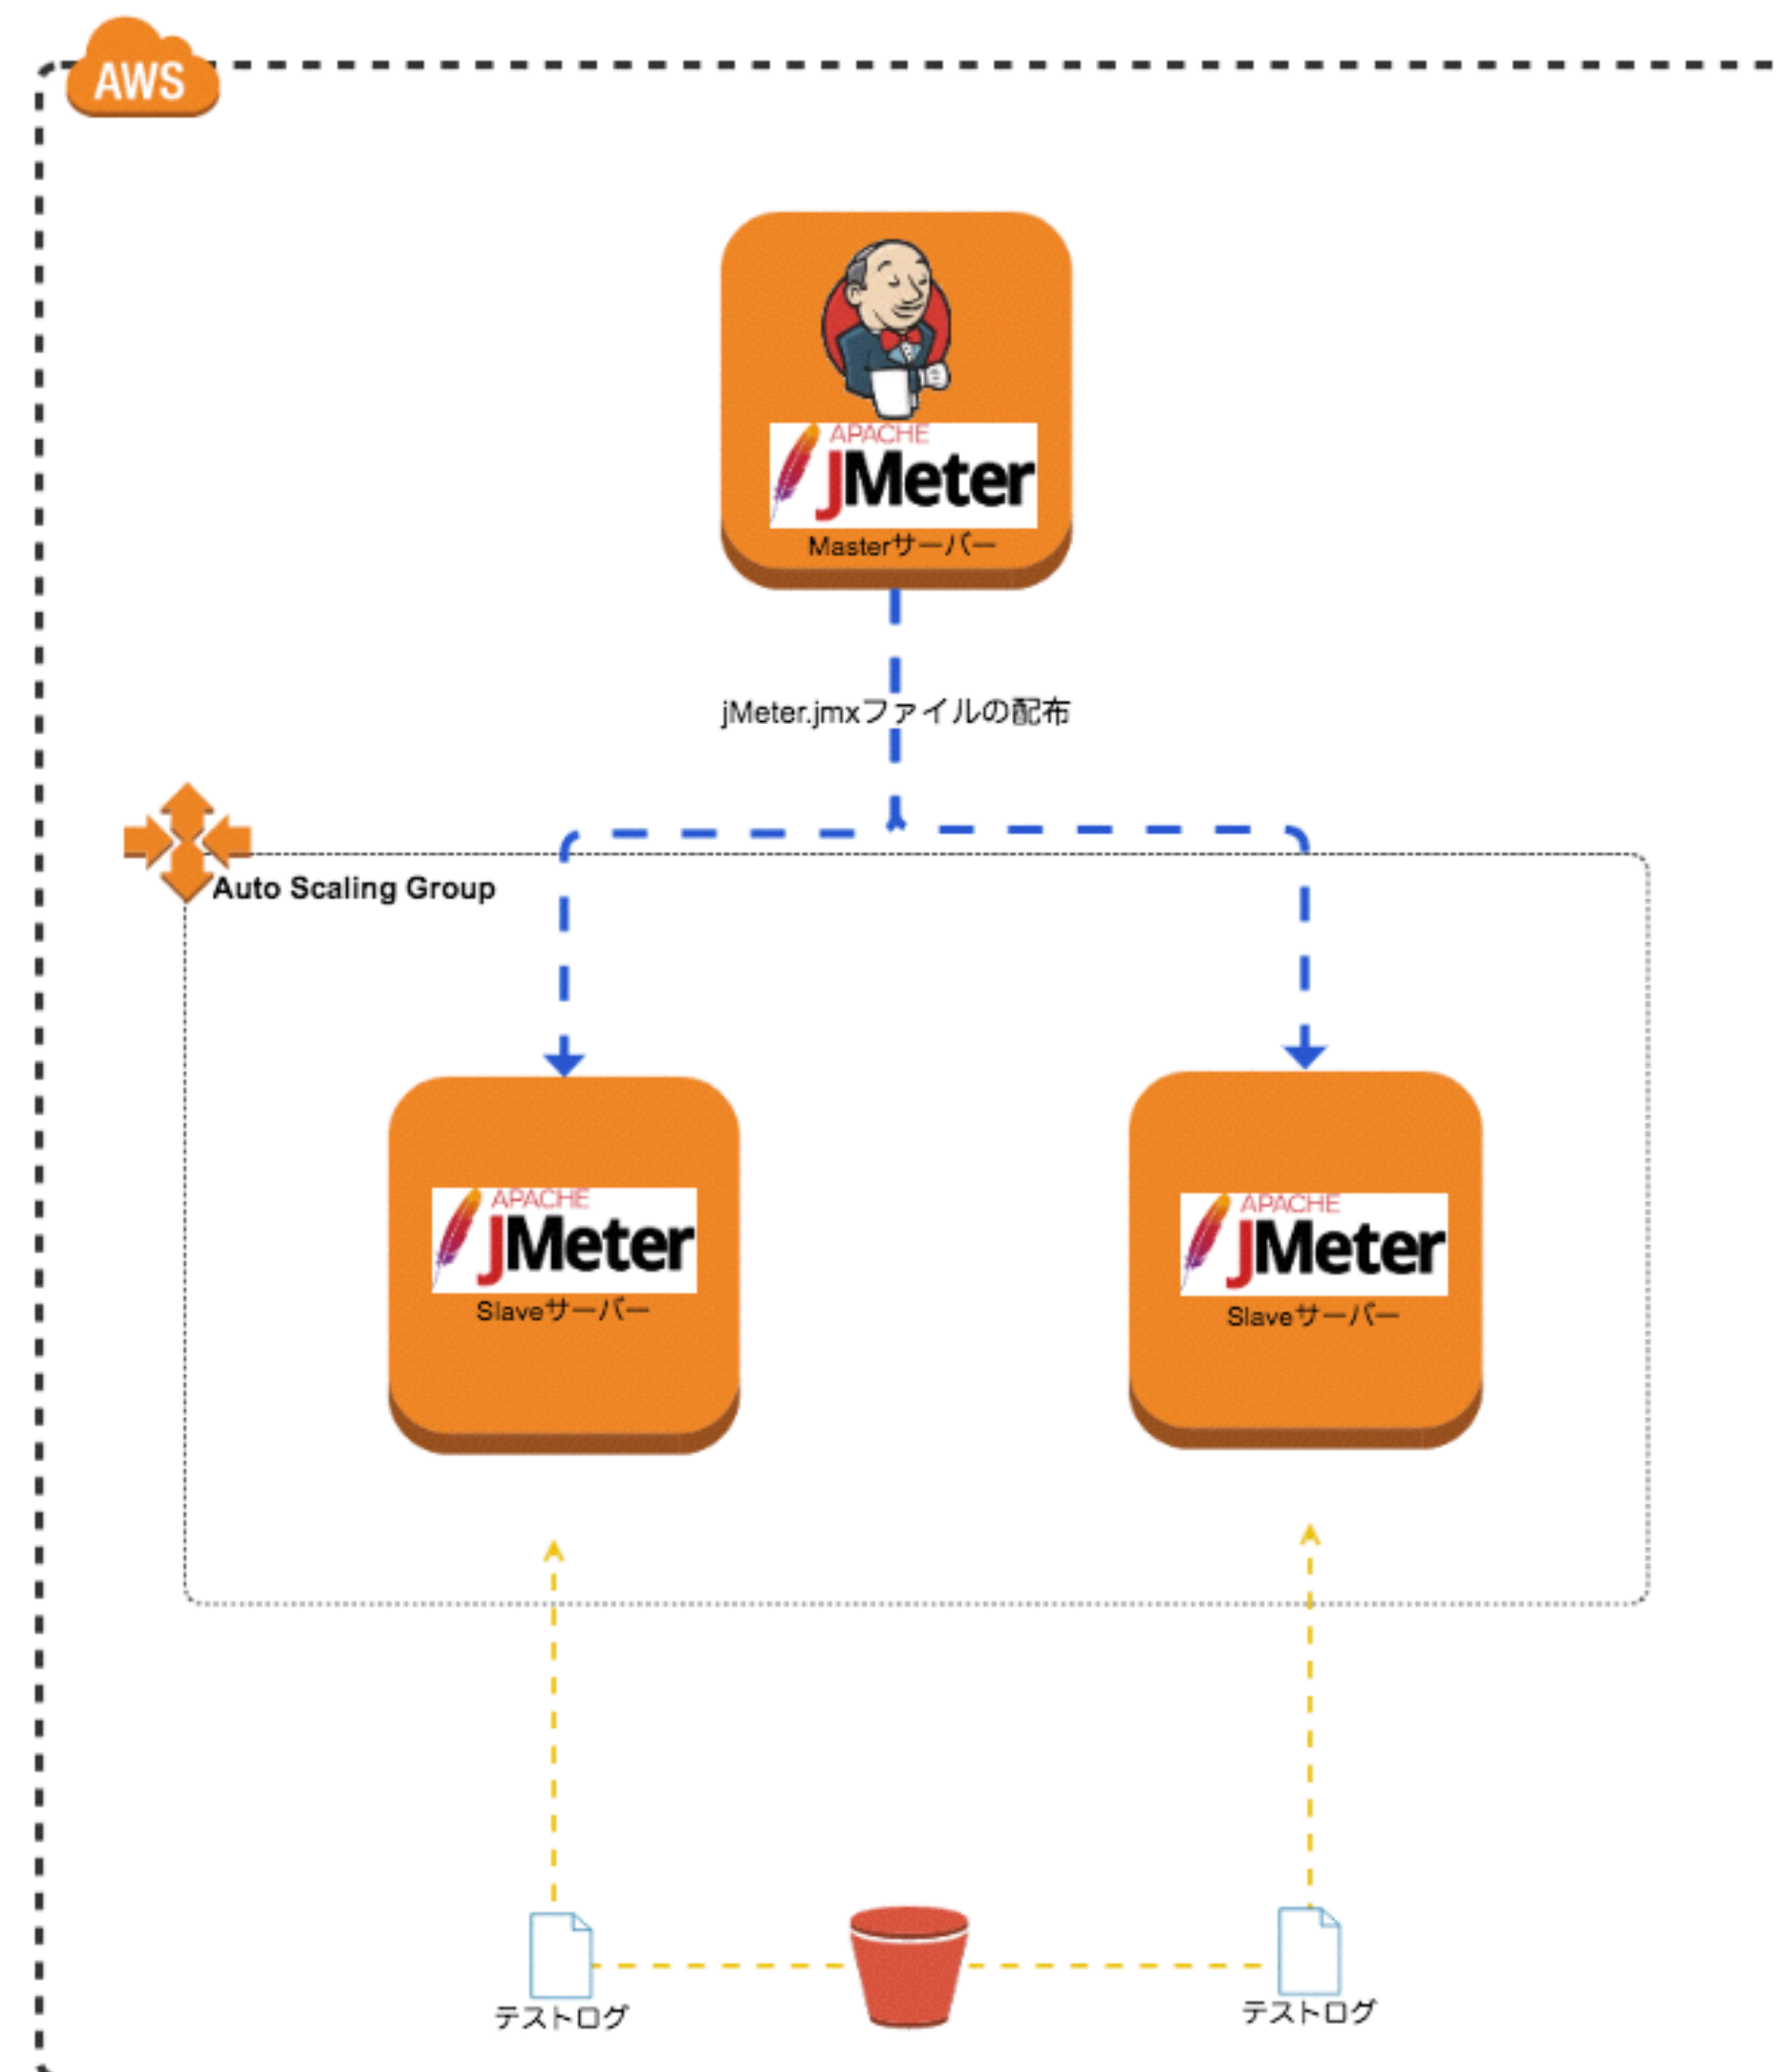 AWS
APACHE
JMeter
Masterサーバー
jMeter.jmxファイルの配布
Auto Scaling Group
APACHE
JMeter
Slaveサーバー
APACHE
JMeter
Slaveサーバー
テストログ
テストログ